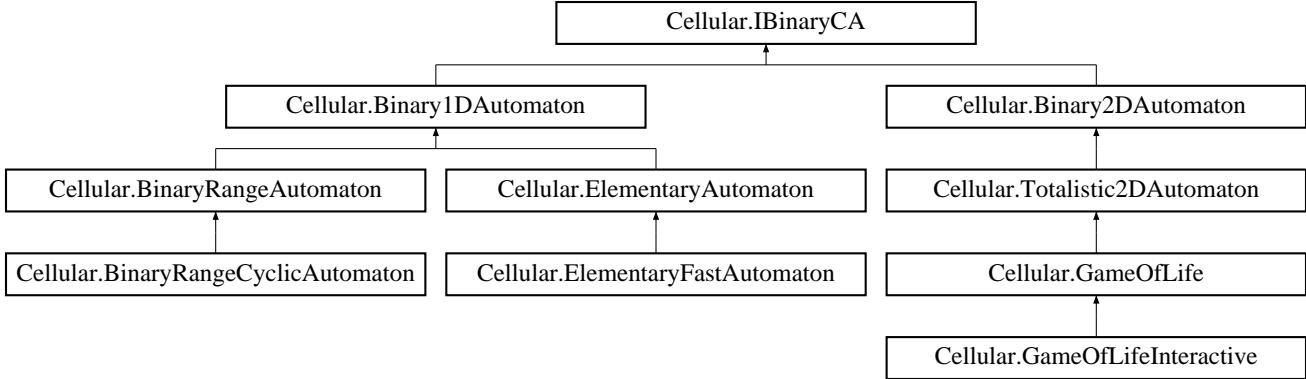 Cellular.IBinaryCA
Cellular.Binary1DAutomaton
Cellular.Binary2DAutomaton
Cellular.BinaryRangeAutomaton
Cellular.ElementaryAutomaton
Cellular.Totalistic2DAutomaton
Cellular.BinaryRangeCyclicAutomaton
Cellular.ElementaryFastAutomaton
Cellular.GameOfLife
Cellular.GameOfLifeInteractive